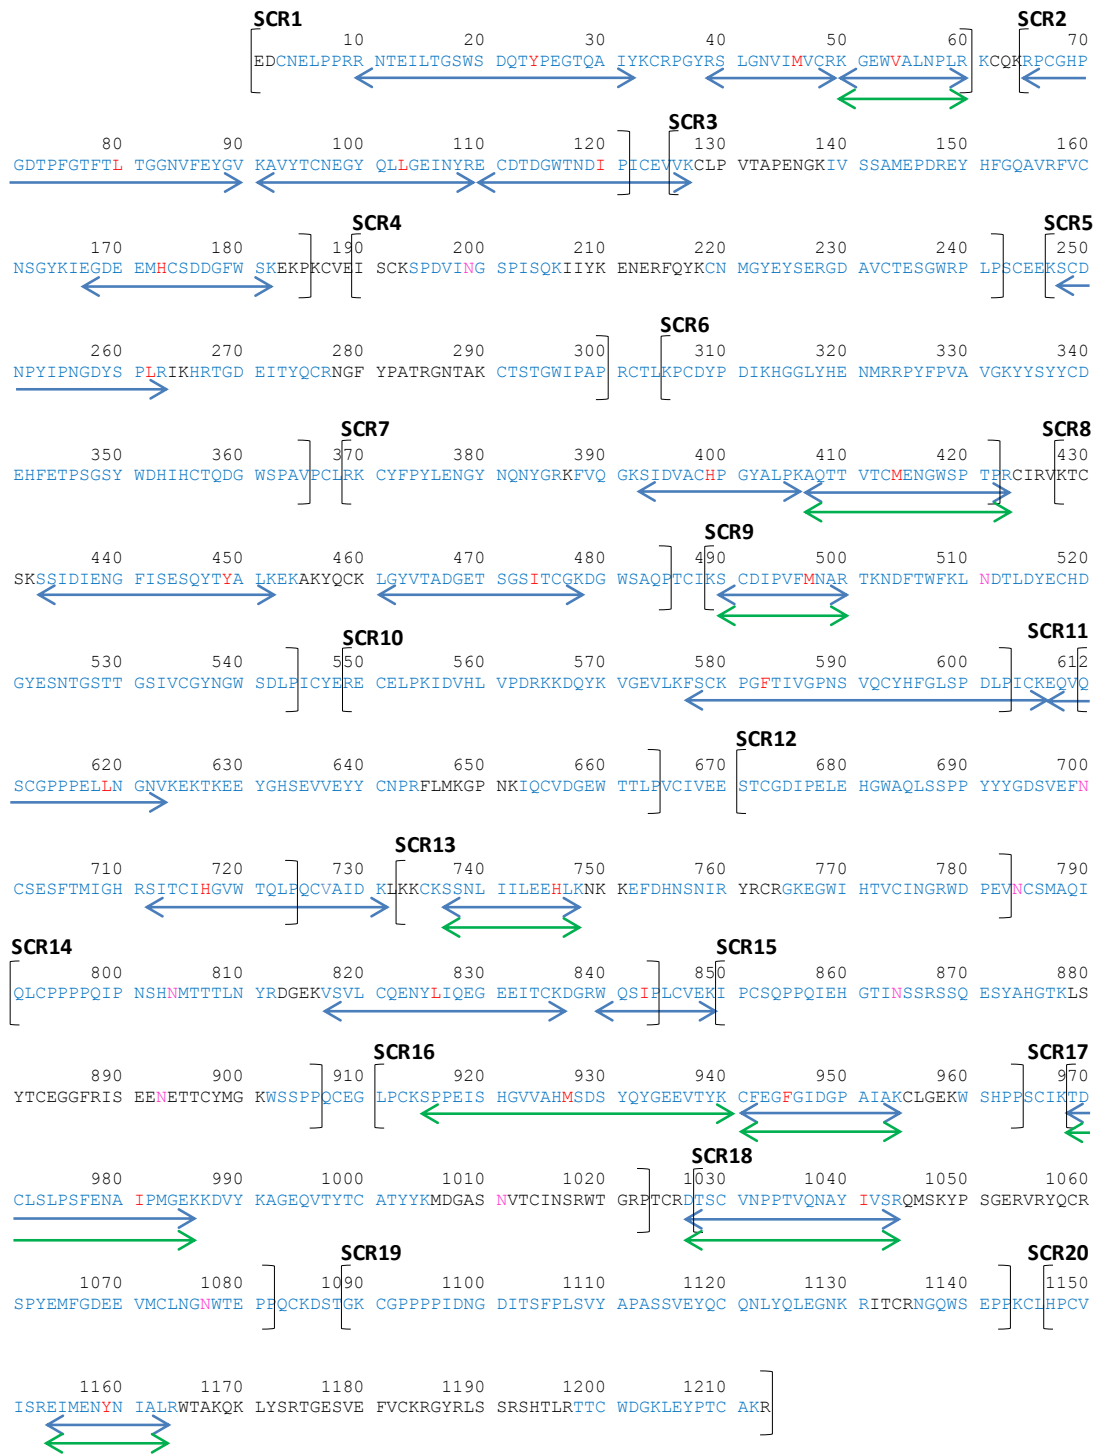 SCR1 SCR2
10 20 30 40 50 60 70
EDCNELPPRR NTEILTGSWS DQTYPEGTQA IYKCRPGYRS LGNVIMVCRK GEWVALNPLR KCQKRPCGHP
SCR3
80 90 100 110 120 130 140 150 160
GDTPFGTFTL TGGNVFEYGV KAVYTCNEGY QLLGEINYRE CDTDGWTNDI PICEVVKCLP VTAPENGKIV SSAMEPDREY HFGQAVRFVC
SCR4 SCR5
170 180 190 200 210 220 230 240 250
NSGYKIEGDE EMHCSDDGFW SKEKPKCVEI SCKSPDVING SPISQKIIYK ENERFQYKCN MGYEYSERGD AVCTESGWRP LPSCEEKSCD
SCR6
260 270 280 290 300 310 320 330 340
NPYIPNGDYS PLRIKHRTGD EITYQCRNGF YPATRGNTAK CTSTGWIPAP RCTLKPCDYP DIKHGGLYHE NMRRPYFPVA VGKYYSYYCD
SCR7 SCR8
350 360 370 380 390 400 410 420 430
EHFETPSGSY WDHIHCTQDG WSPAVPCLRK CYFPYLENGY NQNYGRKFVQ GKSIDVACHP GYALPKAQTT VTCMENGWSP TPRCIRVKTC
SCR9
440 450 460 470 480 490 500 510 520
SKSSIDIENG FISESQYTYA LKEKAKYQCK LGYVTADGET SGSITCGKDG WSAQPTCIKS CDIPVFMNAR TKNDFTWFKL NDTLDYECHD
SCR10 SCR11
530 540 550 560 570 580 590 600 612
GYESNTGSTT GSIVCGYNGW SDLPICYERE CELPKIDVHL VPDRKKDQYK VGEVLKFSCK PGFTIVGPNS VQCYHFGLSP DLPICKEQVQ
SCR12
620 630 640 650 660 670 680 690 700
SCGPPPELLN GNVKEKTKEE YGHSEVVEYY CNPRFLMKGP NKIQCVDGEW TTLPVCIVEE STCGDIPELE HGWAQLSSPP YYYGDSVEFN
SCR13
710 720 730 740 750 760 770 780 790
CSESFTMIGH RSITCIHGVW TQLPQCVAID KLKKCKSSNL IILEEHLKNK KEFDHNSNIR YRCRGKEGWI HTVCINGRWD PEVNCSMAQI
SCR14 SCR15
800 810 820 830 840 850 860 870 880
QLCPPPPQIP NSHNMTTTLN YRDGEKVSVL CQENYLIQEG EEITCKDGRW QSIPLCVEKI PCSQPPQIEH GTINSSRSSQ ESYAHGTKLS
SCR16 SCR17
890 900 910 920 930 940 950 960 970
YTCEGGFRIS EENETTCYMG KWSSPPQCEG LPCKSPPEIS HGVVAHMSDS YQYGEEVTYK CFEGFGIDGP AIAKCLGEKW SHPPSCIKTD
SCR18
980 990 1000 1010 1020 1030 1040 1050 1060
CLSLPSFENA IPMGEKKDVY KAGEQVTYTC ATYYKMDGAS NVTCINSRWT GRPTCRDTSC VNPPTVQNAY IVSRQMSKYP SGERVRYQCR
SCR19 SCR20
1070 1080 1090 1100 1110 1120 1130 1140 1150
SPYEMFGDEE VMCLNGNWTE PPQCKDSTGK CGPPPPIDNG DITSFPLSVY APASSVEYQC QNLYQLEGNK RITCRNGQWS EPPKCLHPCV
1160 1170 1180 1190 1200 1210
ISREIMENYN IALRWTAKQK LYSRTGESVE FVCKRGYRLS SRSHTLRTTC WDGKLEYPTC AKR